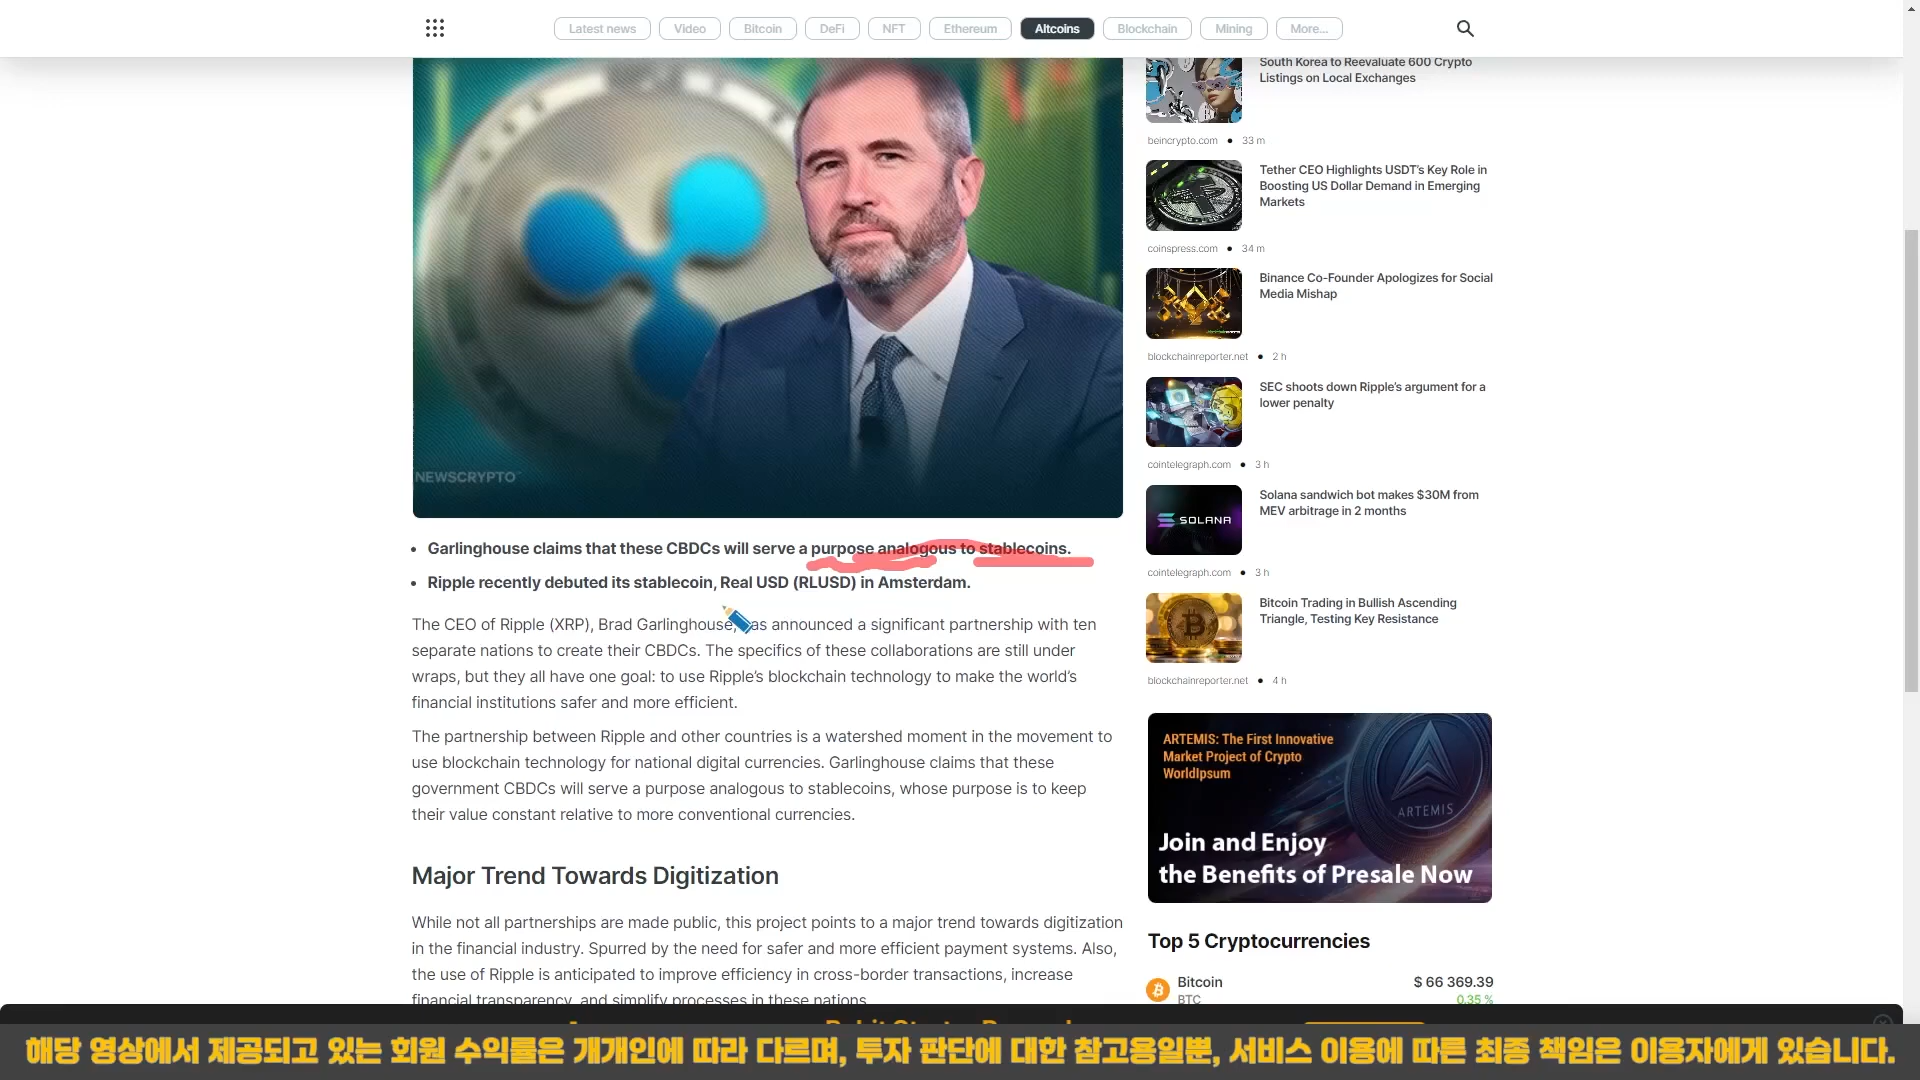 Latest news
Video
Bitcoin
DeFi
NFT
Ethereum
Altcoins
Blockchain
Mining
More...
NEWSCRYPTO
Garlinghouse claims that these CBDCs will serve a purpose analogous to stablecoins.
Ripple recently debuted its stablecoin, Real USD (RLUSD) in Amsterdam.
The CEO of Ripple (XRP), Brad Garlinghouse, has announced a significant partnership with ten
separate nations to create their CBDCs. The specifics of these collaborations are still under
wraps, but they all have one goal: to use Ripple's blockchain technology to make the world's
financial institutions safer and more efficient.
The partnership between Ripple and other countries is a watershed moment in the movement to
use blockchain technology for national digital currencies. Garlinghouse claims that these
government CBDCs will serve a purpose analogous to stablecoins, whose purpose is to keep
their value constant relative to more conventional currencies.
Major Trend Towards Digitization
While not all partnerships are made public, this project points to a major trend towards digitization
in the financial industry. Spurred by the need for safer and more efficient payment systems. Also,
the use of Ripple is anticipated to improve efficiency in cross-border transactions, increase
financial transparency, and simplify processes in these nations.
South Korea to Reevaluate 600 Crypto
Listings on Local Exchanges
beincrypto.com • 33 m
Tether CEO Highlights USDT's Key Role in
Boosting US Dollar Demand in Emerging
Markets
coinspress.com • 34 m
Binance Co-Founder Apologizes for Social
Media Mishap
blockchainreporter.net • 2 h
SEC shoots down Ripple's argument for a
lower penalty
cointelegraph.com • 3 h
SOLANA
Solana sandwich bot makes $30M from
MEV arbitrage in 2 months
cointelegraph.com • 3 h
Bitcoin Trading in Bullish Ascending
Triangle, Testing Key Resistance
blockchainreporter.net • 4 h
ARTEMIS: The First Innovative
Market Project of Crypto
WorldIpsum
ARTEMIS
Join and Enjoy
the Benefits of Presale Now
Top 5 Cryptocurrencies
Bitcoin $ 66 369.39
BTC 0.35 %
해당 영상에서 제공되고 있는 회원 수익률은 개개인에 따라 다르며, 투자 판단에 대한 참고용일뿐, 서비스 이용에 따른 최종 책임은 이용자에게 있습니다.